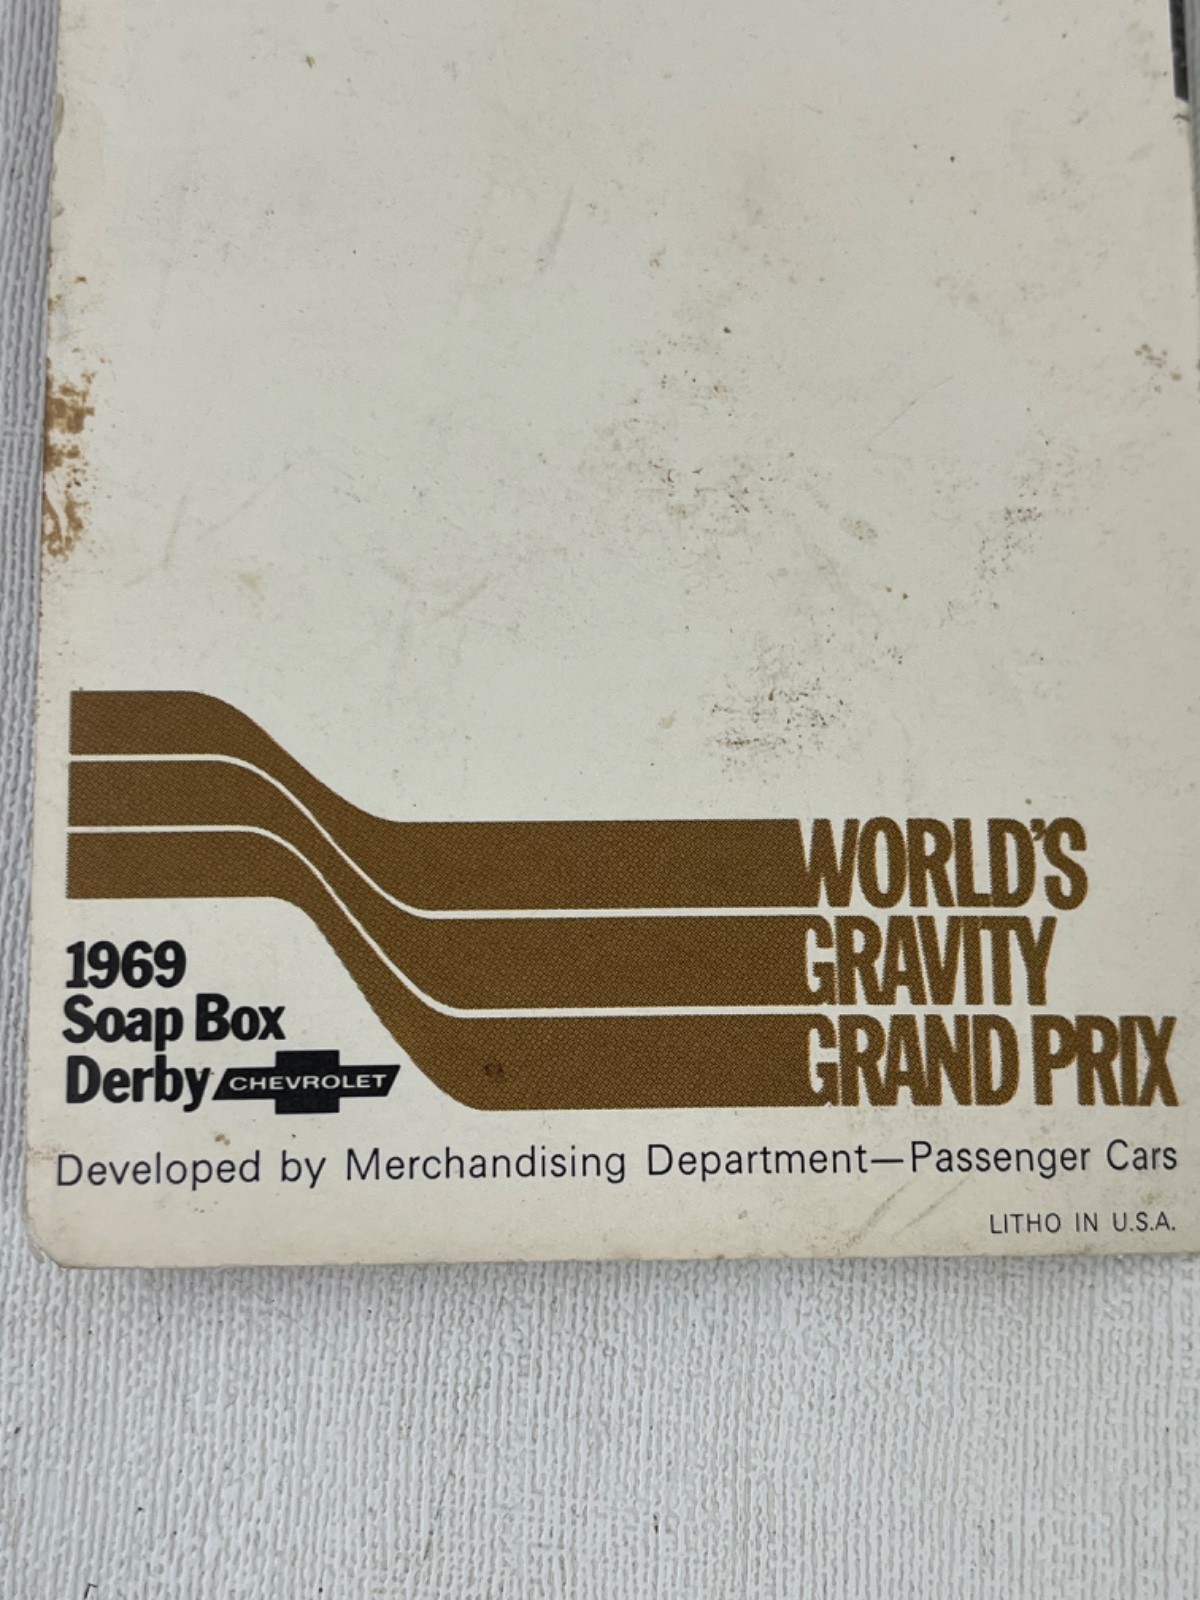 WORLD'S
GRAVITY
GRAND PRIX
1969
Soap Box
Derby CHEVROLET
Developed by Merchandising Department—Passenger Cars
LITHO IN U.S.A.